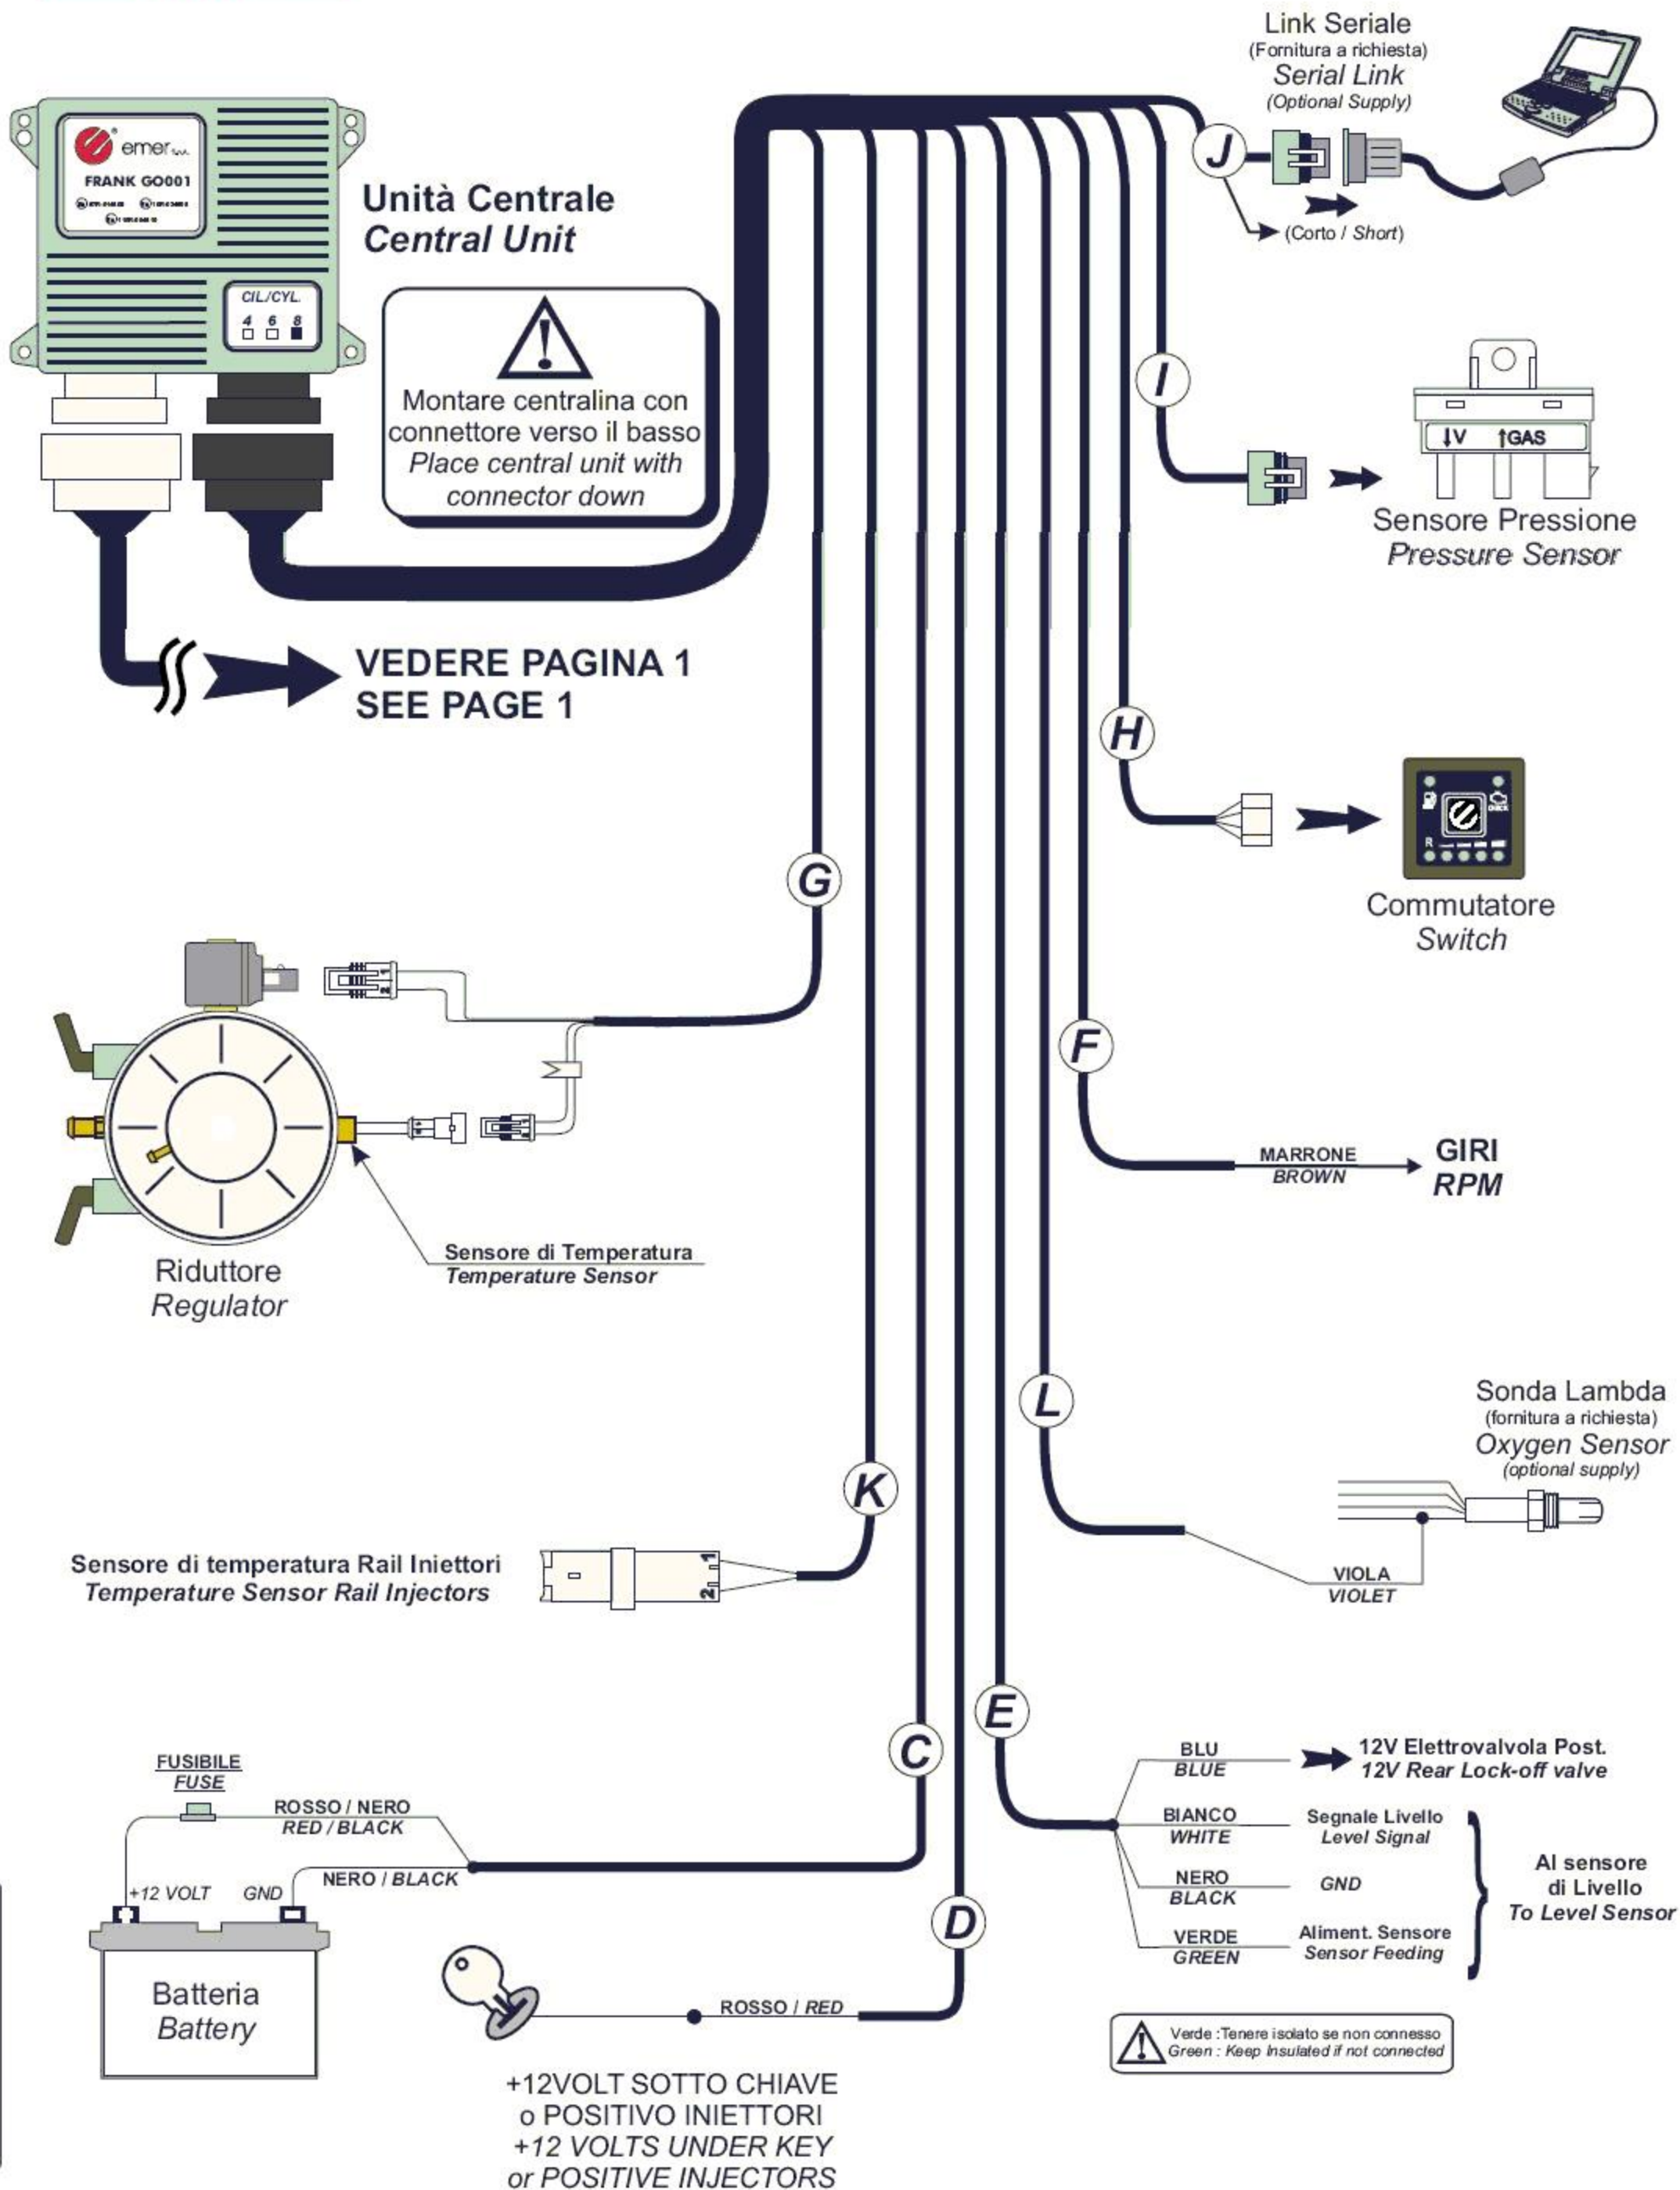 Link Seriale
(Fornitura a richiesta)
Serial Link
(Optional Supply)
J
(Corto / Short)
emer
FRANK GO001
CIL./CYL.
4 6 8
Unità Centrale
Central Unit
Montare centralina con
connettore verso il basso
Place central unit with
connector down
I
V GAS
Sensore Pressione
Pressure Sensor
VEDERE PAGINA 1
SEE PAGE 1
H
R
Commutatore
Switch
G
Sensore di Temperatura
Temperature Sensor
Riduttore
Regulator
F
MARRONE
BROWN
GIRI
RPM
L
Sonda Lambda
(fornitura a richiesta)
Oxygen Sensor
(optional supply)
VIOLA
VIOLET
K
Sensore di temperatura Rail Iniettori
Temperature Sensor Rail Injectors
1
2
E
BLU
BLUE
12V Elettrovalvola Post.
12V Rear Lock-off valve
BIANCO
WHITE
Segnale Livello
Level Signal
NERO
BLACK
GND
VERDE
GREEN
Aliment. Sensore
Sensor Feeding
Al sensore
di Livello
To Level Sensor
Verde :Tenere isolato se non connesso
Green : Keep Insulated if not connected
C
FUSIBILE
FUSE
ROSSO / NERO
RED / BLACK
NERO / BLACK
+12 VOLT GND
Batteria
Battery
D
ROSSO / RED
+12VOLT SOTTO CHIAVE
o POSITIVO INIETTORI
+12 VOLTS UNDER KEY
or POSITIVE INJECTORS